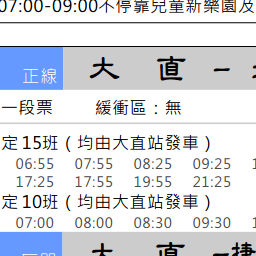 07:00-09:00不停靠兒童新樂園及
正線 大 直 –
一段票 緩衝區：無
定 15班（均由大直站發車）
06:55 07:55 08:25 09:25
17:25 17:55 19:55 21:25
定 10班（均由大直站發車）
07:00 08:00 08:30 09:30
大 直 –捷